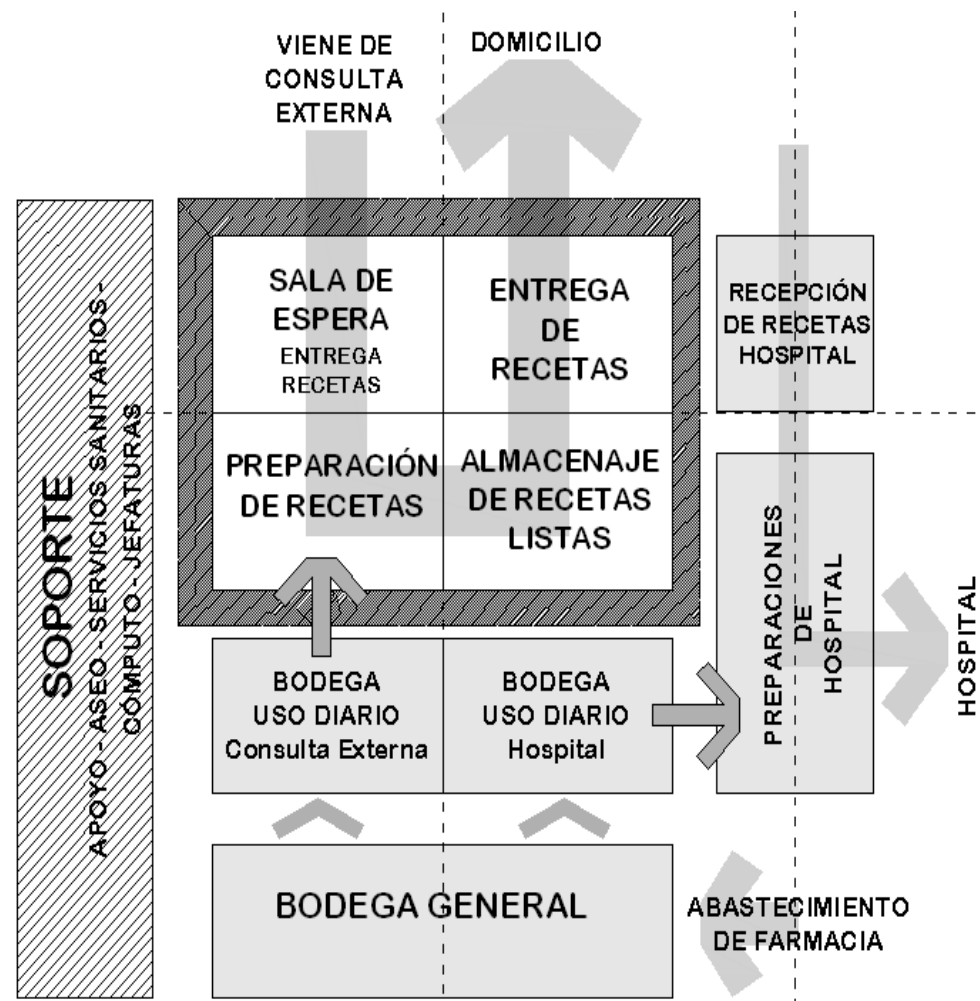 VIENE DE
CONSULTA
EXTERNA
DOMICILIO
SALA DE
ESPERA
ENTREGA
RECETAS
ENTREGA
DE
RECETAS
RECEPCIÓN
DE RECETAS
HOSPITAL
PREPARACIÓN
DE RECETAS
ALMACENAJE
DE RECETAS
LISTAS
SOPORTE
APOYO - ASEO - SERVICIOS SANITARIOS -
CÓMPUTO - JEFATURAS
PREPARACIONES
DE
HOSPITAL
HOSPITAL
BODEGA
USO DIARIO
Consulta Externa
BODEGA
USO DIARIO
Hospital
BODEGA GENERAL
ABASTECIMIENTO
DE FARMACIA